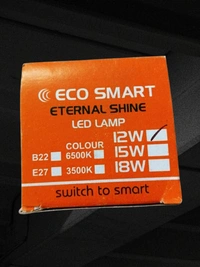 ECO SMART
ETERNAL SHINE
LED LAMP
COLOUR 12W
B22 6500K 15W
E27 3500K 18W
switch to smart